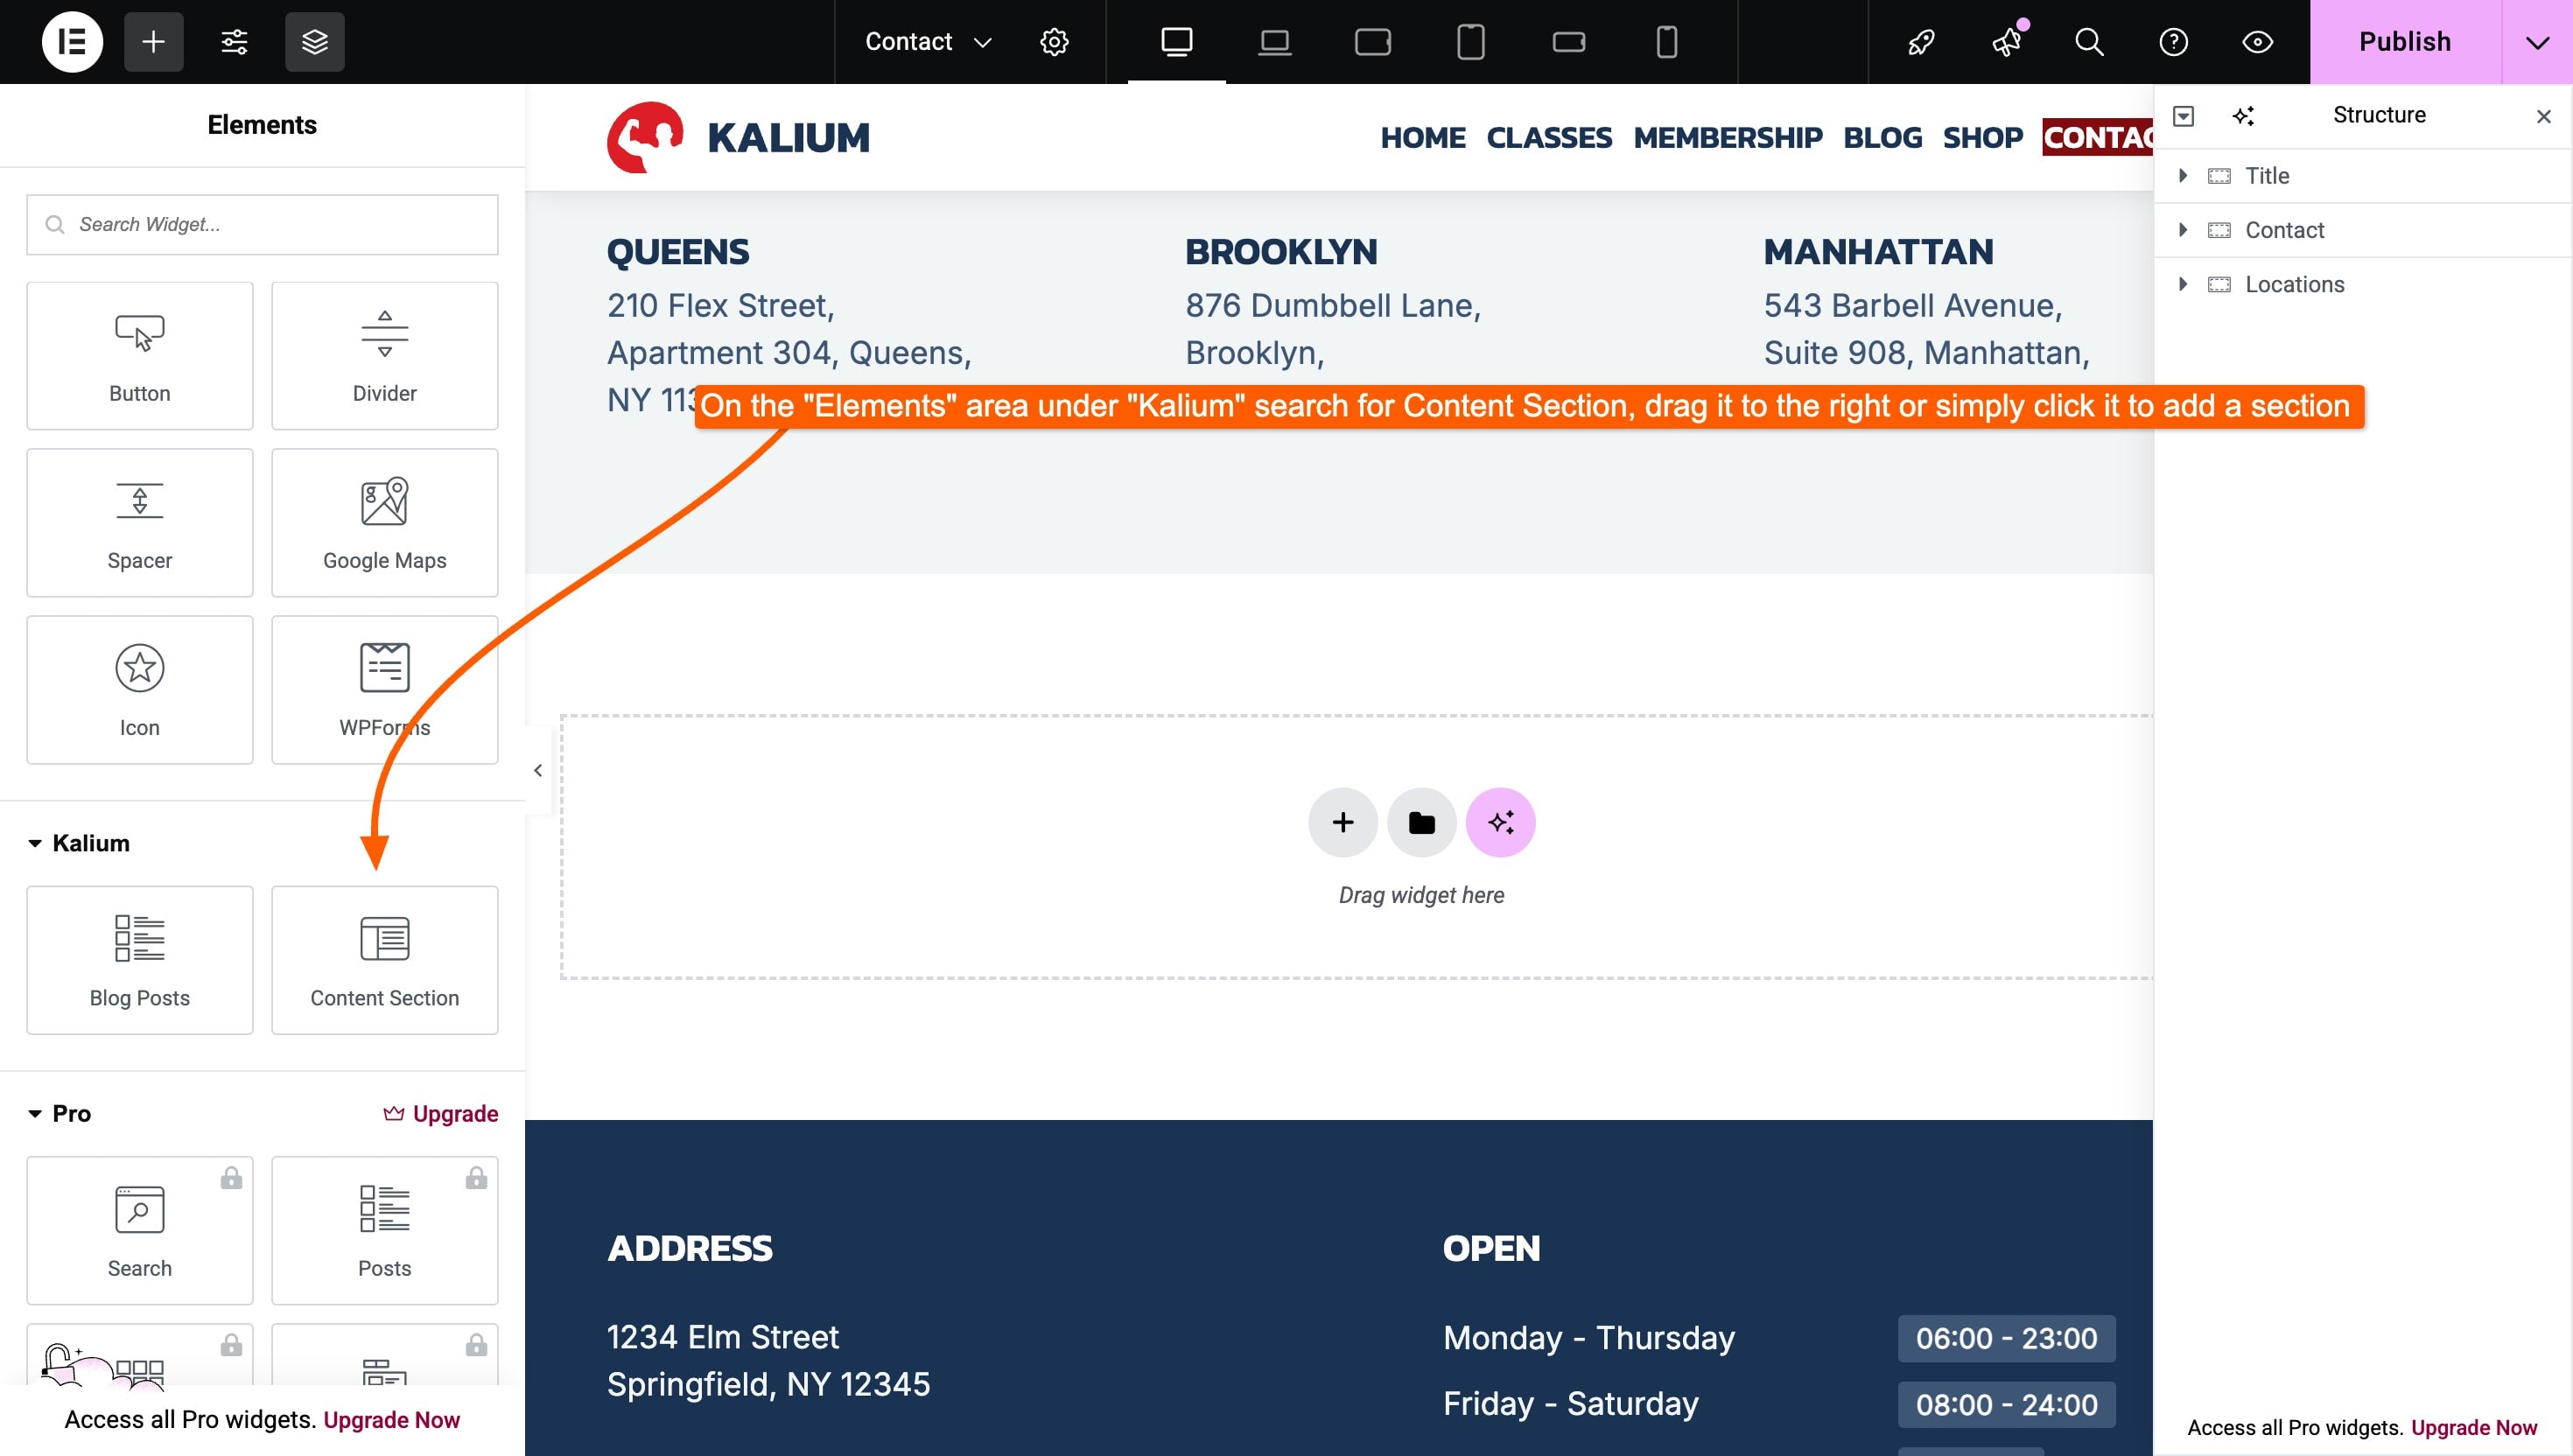 Contact
Publish
Elements
Search Widget...
Button
Divider
Spacer
Google Maps
Icon
WPForms
Kalium
Blog Posts
Content Section
Pro
Upgrade
Search
Posts
Access all Pro widgets. Upgrade Now
KALIUM
HOME CLASSES MEMBERSHIP BLOG SHOP CONTAC
QUEENS
210 Flex Street,
Apartment 304, Queens,
NY 113
BROOKLYN
876 Dumbbell Lane,
Brooklyn,
MANHATTAN
543 Barbell Avenue,
Suite 908, Manhattan,
On the "Elements" area under "Kalium" search for Content Section, drag it to the right or simply click it to add a section
Drag widget here
ADDRESS
1234 Elm Street
Springfield, NY 12345
OPEN
Monday - Thursday 06:00 - 23:00
Friday - Saturday 08:00 - 24:00
Structure
Title
Contact
Locations
Access all Pro widgets. Upgrade Now